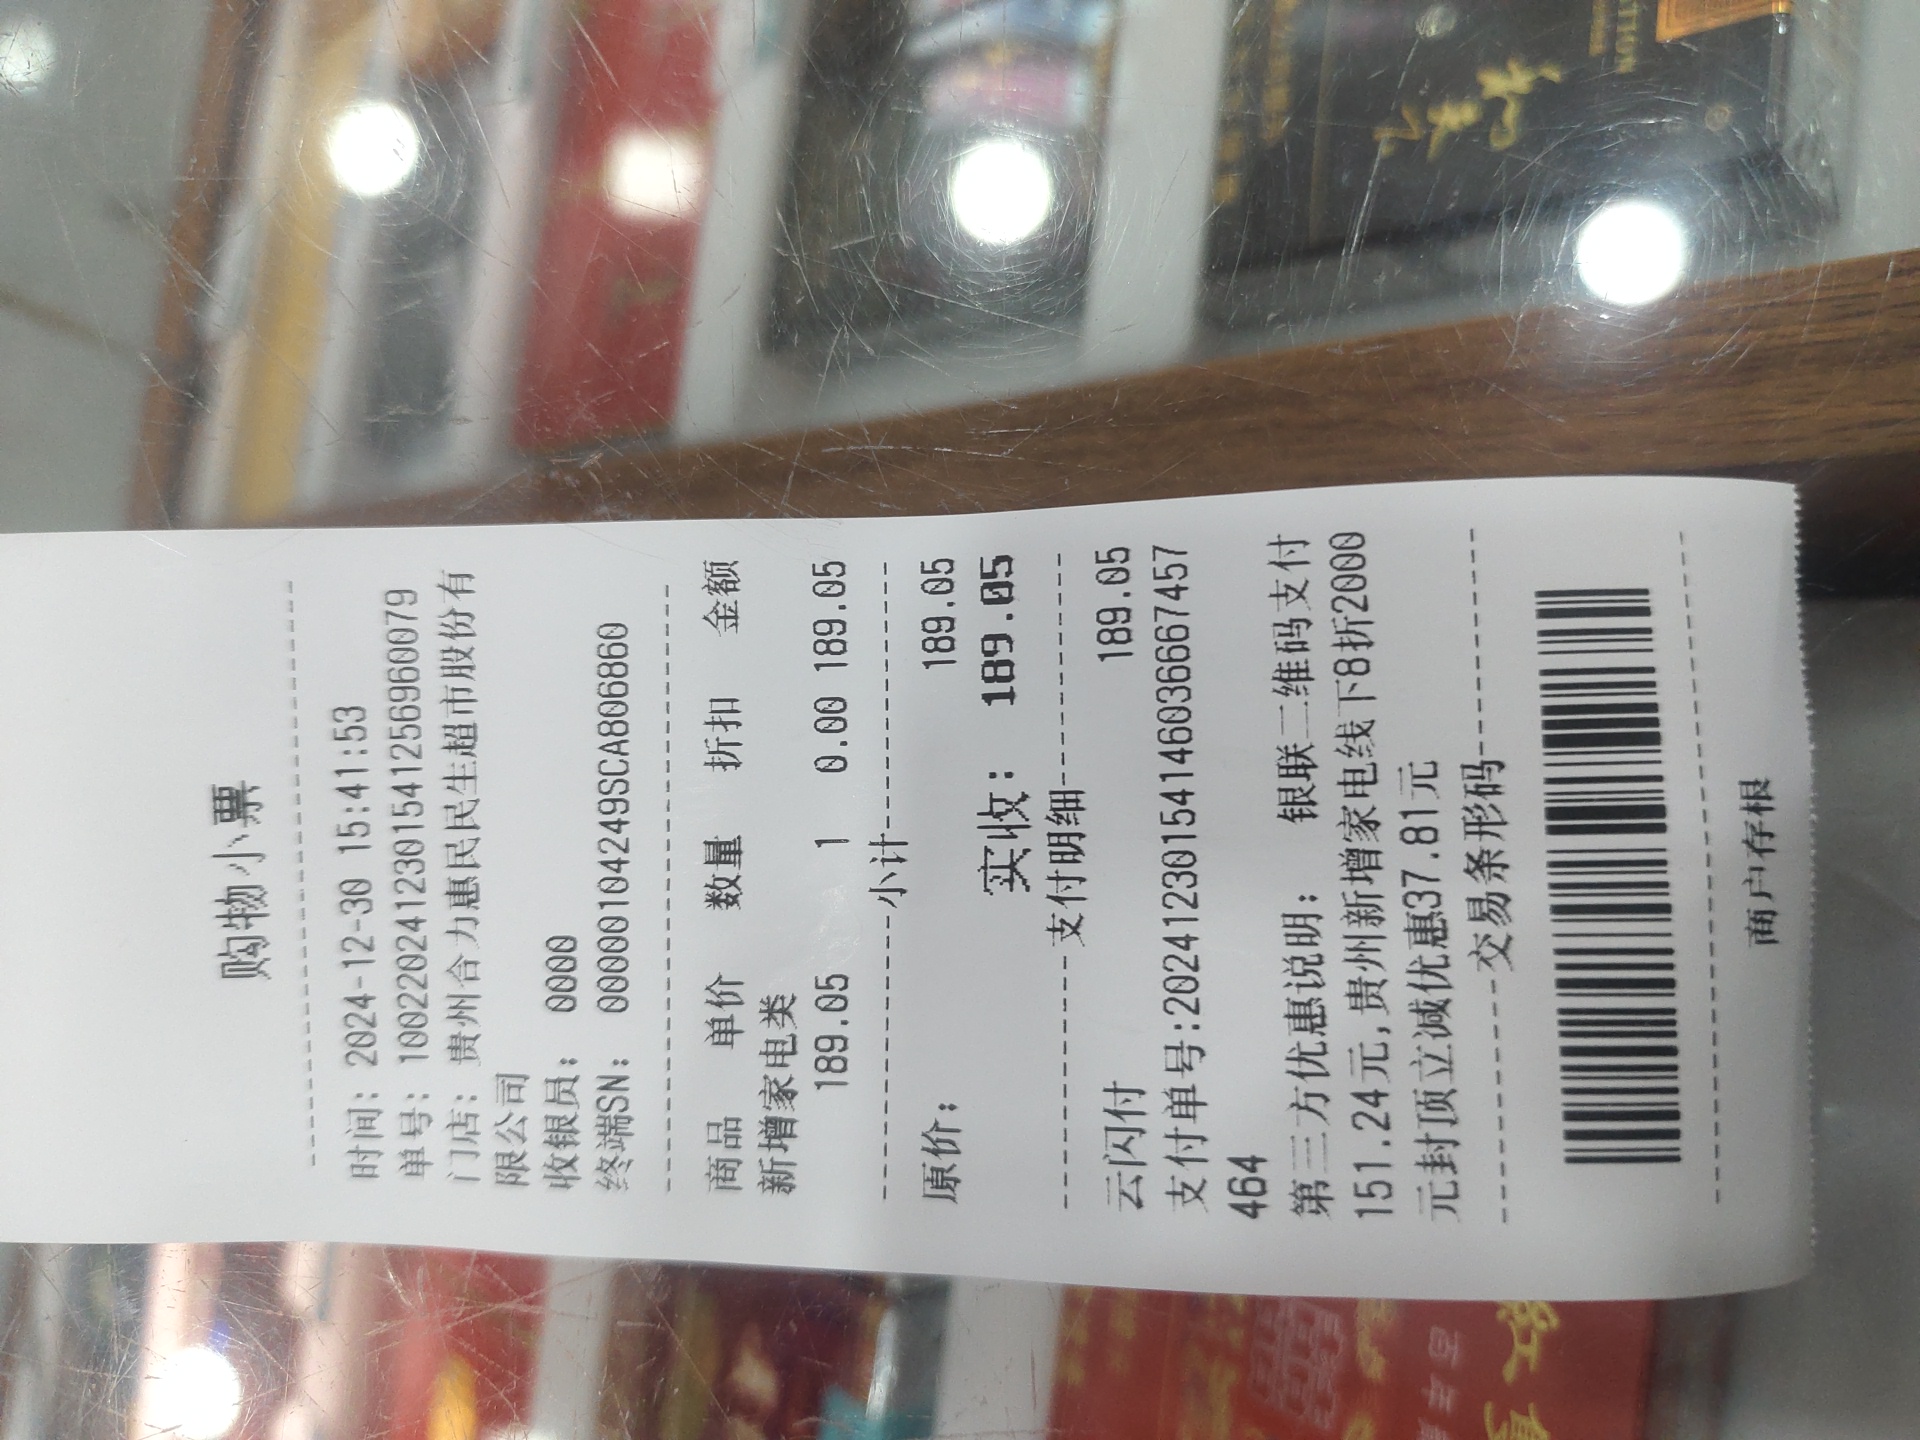 购物小票
时间: 2024-12-30 15:41:53
单号: 100220241230154125696960079
门店: 贵州合力惠民民生超市股份有
限公司
收银员: 0000
终端SN: 00000104249SCA806860
商品 单价 数量 折扣 金额
新增家电类
189.05 1 0.00 189.05
小计
原价: 189.05
实收: 189.05
支付明细
云闪付 189.05
支付单号:20241230154146036667457
464
第三方优惠说明: 银联二维码支付
151.24元,贵州新增家电线下8折2000
元封顶立减优惠37.81元
交易条形码
商户存根